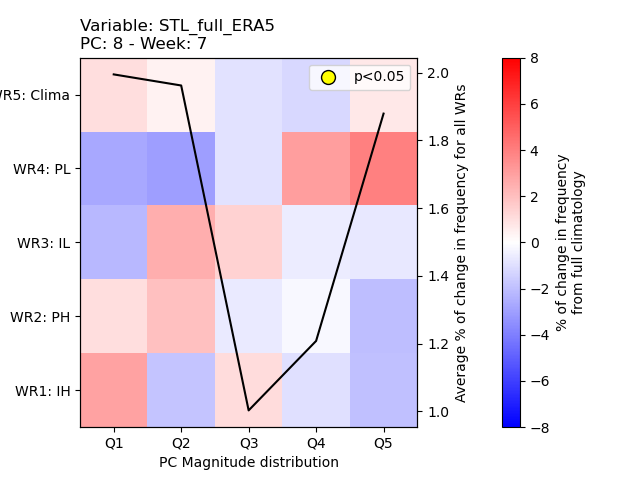 Variable: STL_full_ERA5
PC: 8 - Week: 7
p<0.05
WR5: Clima
WR4: PL
WR3: IL
WR2: PH
WR1: IH
Q1 Q2 Q3 Q4 Q5
PC Magnitude distribution
2.0
1.8
1.6
1.4
1.2
1.0
Average % of change in frequency for all WRs
8
6
4
2
0
−2
−4
−6
−8
% of change in frequency
from full climatology